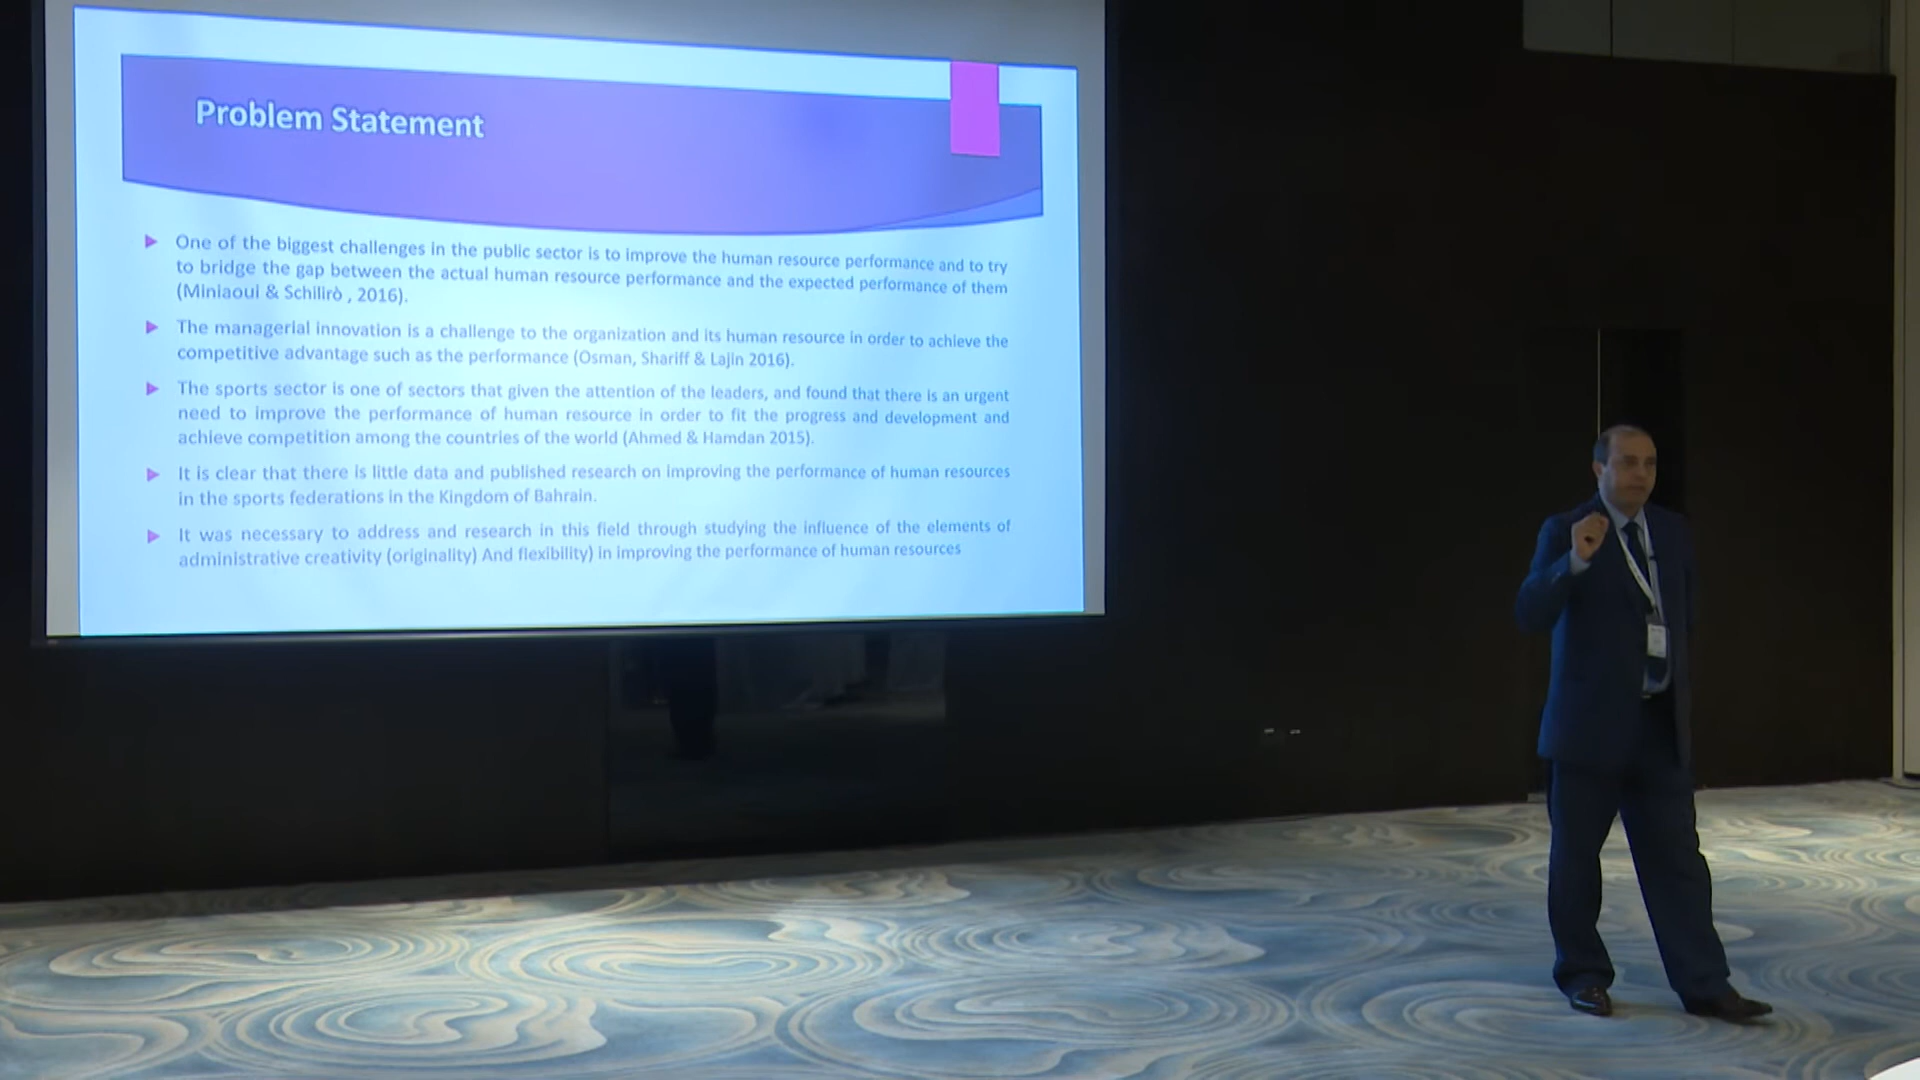 Problem Statement
One of the biggest challenges in the public sector is to improve the human resource performance and to try
to bridge the gap between the actual human resource performance and the expected performance of them
(Miniaoui & Schilirò , 2016).
The managerial innovation is a challenge to the organization and its human resource in order to achieve the
competitive advantage such as the performance (Osman, Shariff & Lajin 2016).
The sports sector is one of sectors that given the attention of the leaders, and found that there is an urgent
need to improve the performance of human resource in order to fit the progress and development and
achieve competition among the countries of the world (Ahmed & Hamdan 2015).
It is clear that there is little data and published research on improving the performance of human resources
in the sports federations in the Kingdom of Bahrain.
It was necessary to address and research in this field through studying the influence of the elements of
administrative creativity (originality) And flexibility) in improving the performance of human resources